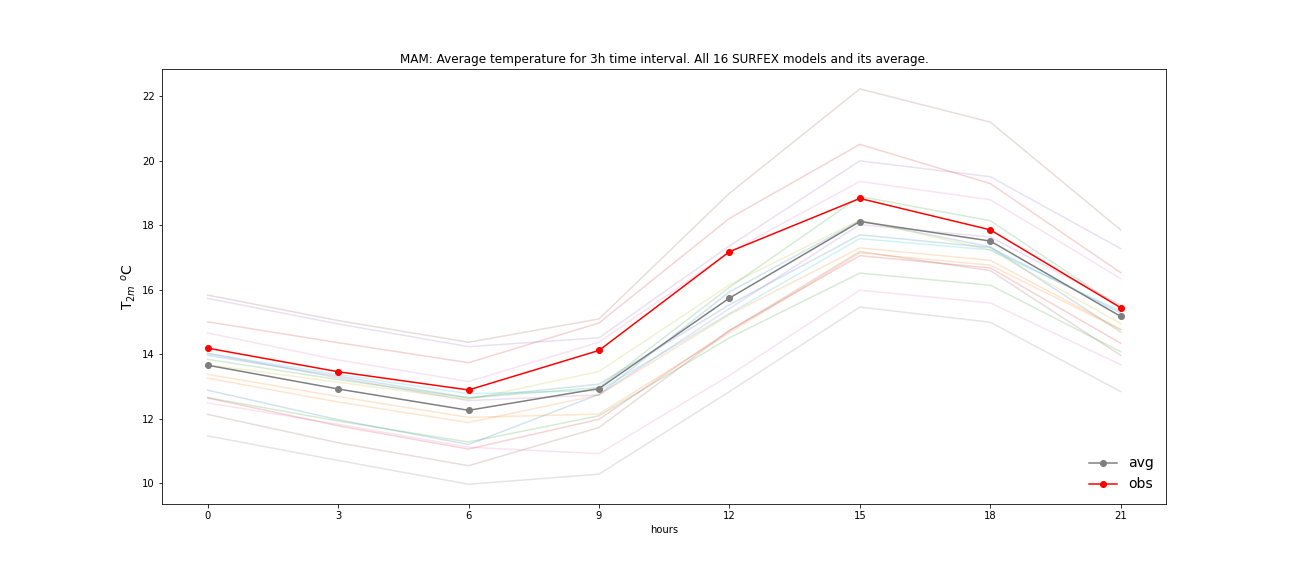 MAM: Average temperature for 3h time interval. All 16 SURFEX models and its average.
22
20
18
16
14
12
10
T2m °C
0 3 6 9 12 15 18 21
hours
avg
obs